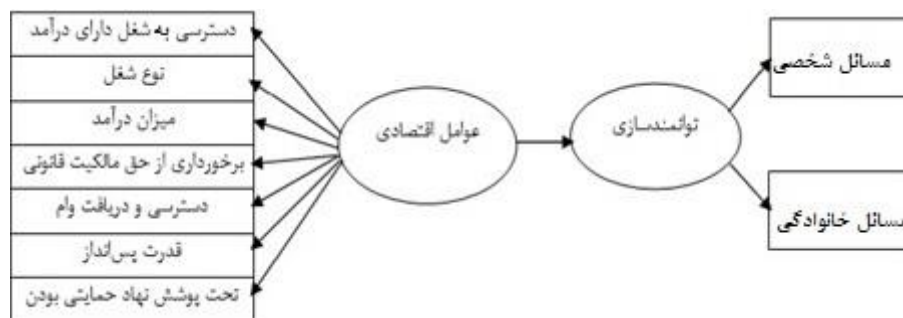 دسترسی به شغل دارای درآمد
نوع شغل
میزان درآمد
برخورداری از حق مالکیت قانونی
دسترسی و دریافت وام
قدرت پس‌انداز
تحت پوشش نهاد حمایتی بودن
عوامل اقتصادی
توانمندسازی
مسائل شخصی
مسائل خانوادگی